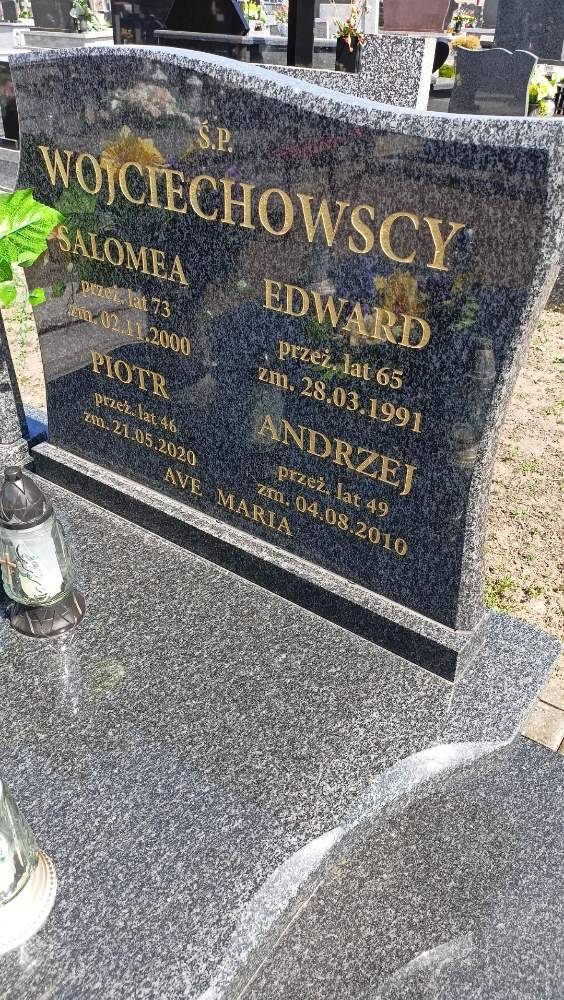 Ś.P.
WOJCIECHOWSCY
SALOMEA
przeż. lat 73
zm. 02.11.2000
EDWARD
przeż. lat 65
zm. 28.03.1991
PIOTR
przeż. lat 46
zm. 21.05.2020
ANDRZEJ
przeż. lat 49
zm. 04.08.2010
AVE MARIA